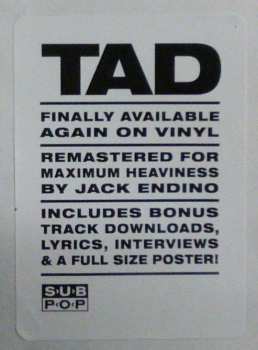 TAD
FINALLY AVAILABLE
AGAIN ON VINYL
REMASTERED FOR
MAXIMUM HEAVINESS
BY JACK ENDINO
INCLUDES BONUS
TRACK DOWNLOADS,
LYRICS, INTERVIEWS
& A FULL SIZE POSTER!
SUB
POP